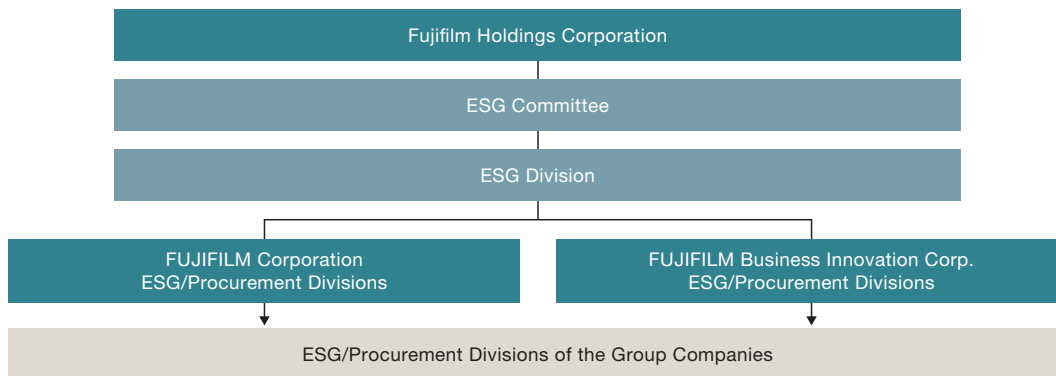 Fujifilm Holdings Corporation
ESG Committee
ESG Division
FUJIFILM Corporation
ESG/Procurement Divisions
FUJIFILM Business Innovation Corp.
ESG/Procurement Divisions
ESG/Procurement Divisions of the Group Companies